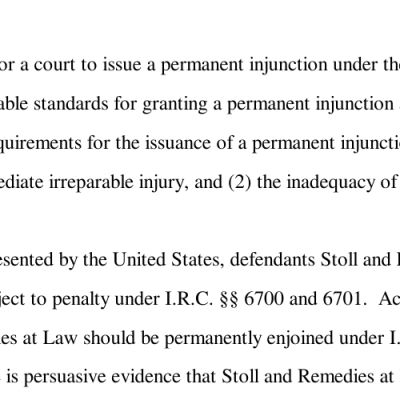 or a court to issue a permanent injunction under the
able standards for granting a permanent injunction
quirements for the issuance of a permanent injuncti
ediate irreparable injury, and (2) the inadequacy of
esented by the United States, defendants Stoll and
ject to penalty under I.R.C. §§ 6700 and 6701. Ac
es at Law should be permanently enjoined under I.
is persuasive evidence that Stoll and Remedies at